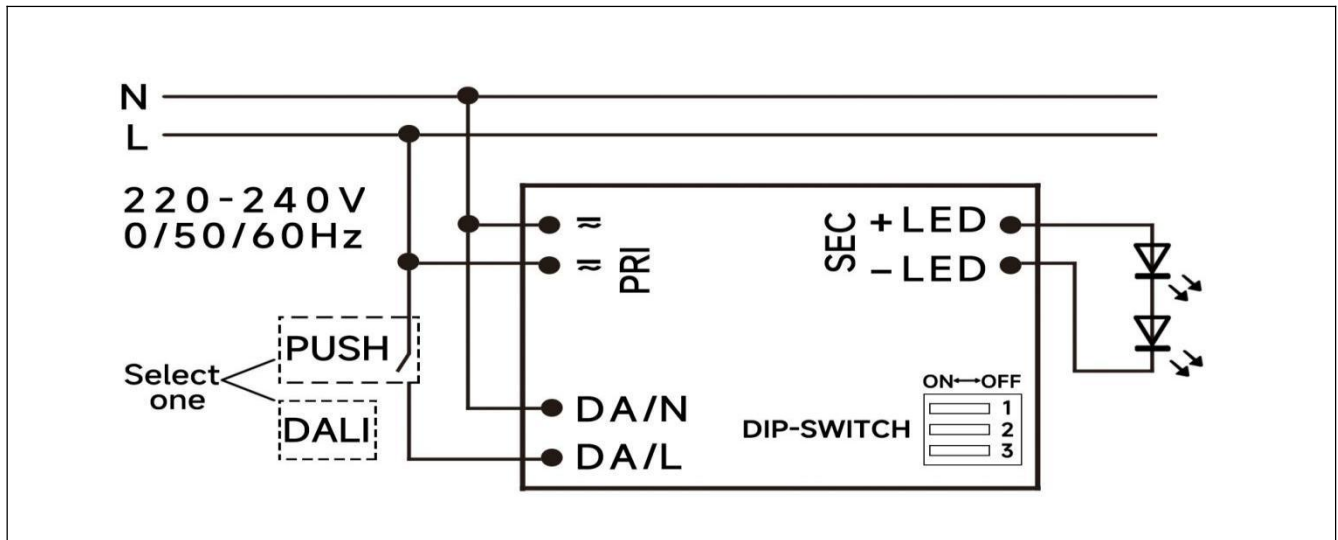 N
L
220-240V
0/50/60Hz
PRI
SEC
+LED
–LED
PUSH
Select
one
DALI
DA/N
DA/L
DIP-SWITCH
ON↔OFF
1
2
3